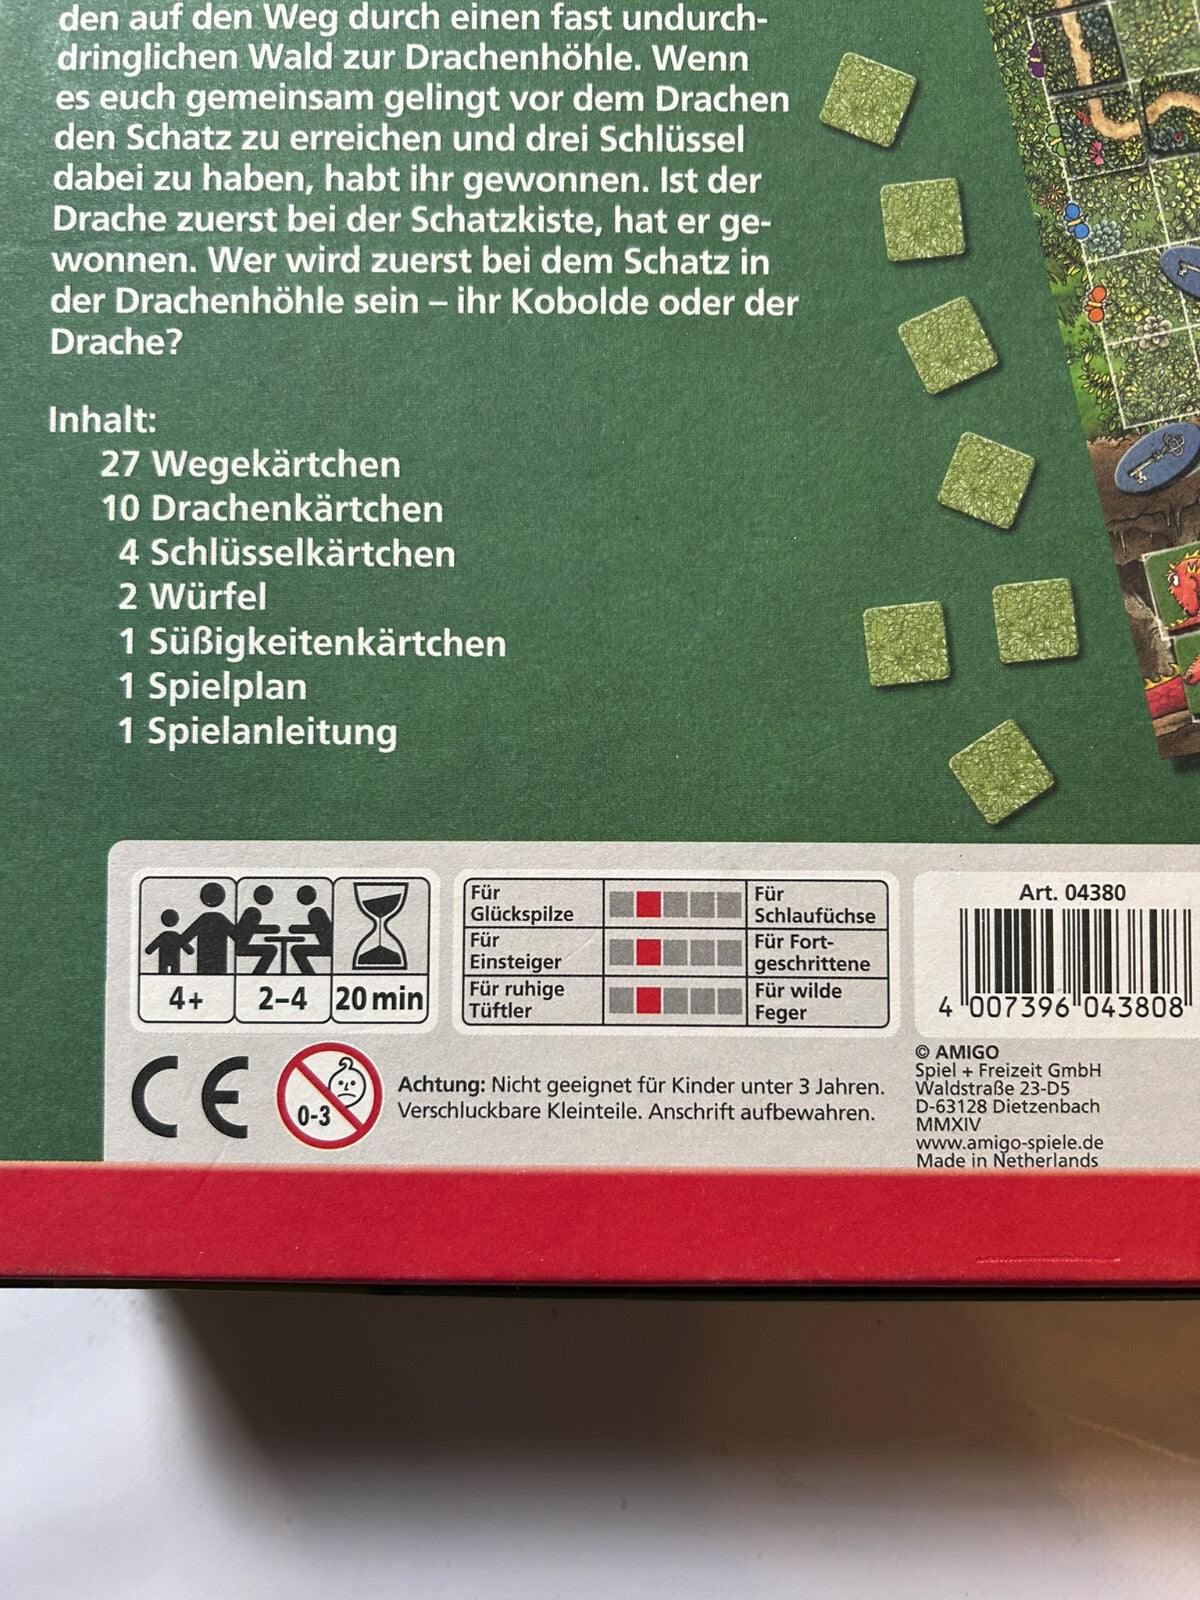 den auf den Weg durch einen fast undurch-
dringlichen Wald zur Drachenhöhle. Wenn
es euch gemeinsam gelingt vor dem Drachen
den Schatz zu erreichen und drei Schlüssel
dabei zu haben, habt ihr gewonnen. Ist der
Drache zuerst bei der Schatzkiste, hat er ge-
wonnen. Wer wird zuerst bei dem Schatz in
der Drachenhöhle sein – ihr Kobolde oder der
Drache?
Inhalt:
27 Wegekärtchen
10 Drachenkärtchen
4 Schlüsselkärtchen
2 Würfel
1 Süßigkeitenkärtchen
1 Spielplan
1 Spielanleitung
4+
2–4
20 min
Für
Glückspilze
Für
Schlaufüchse
Für
Einsteiger
Für Fort-
geschrittene
Für ruhige
Tüftler
Für wilde
Feger
Art. 04380
4 007396 043808
CE
0-3
Achtung: Nicht geeignet für Kinder unter 3 Jahren.
Verschluckbare Kleinteile. Anschrift aufbewahren.
© AMIGO
Spiel + Freizeit GmbH
Waldstraße 23-D5
D-63128 Dietzenbach
MMXIV
www.amigo-spiele.de
Made in Netherlands